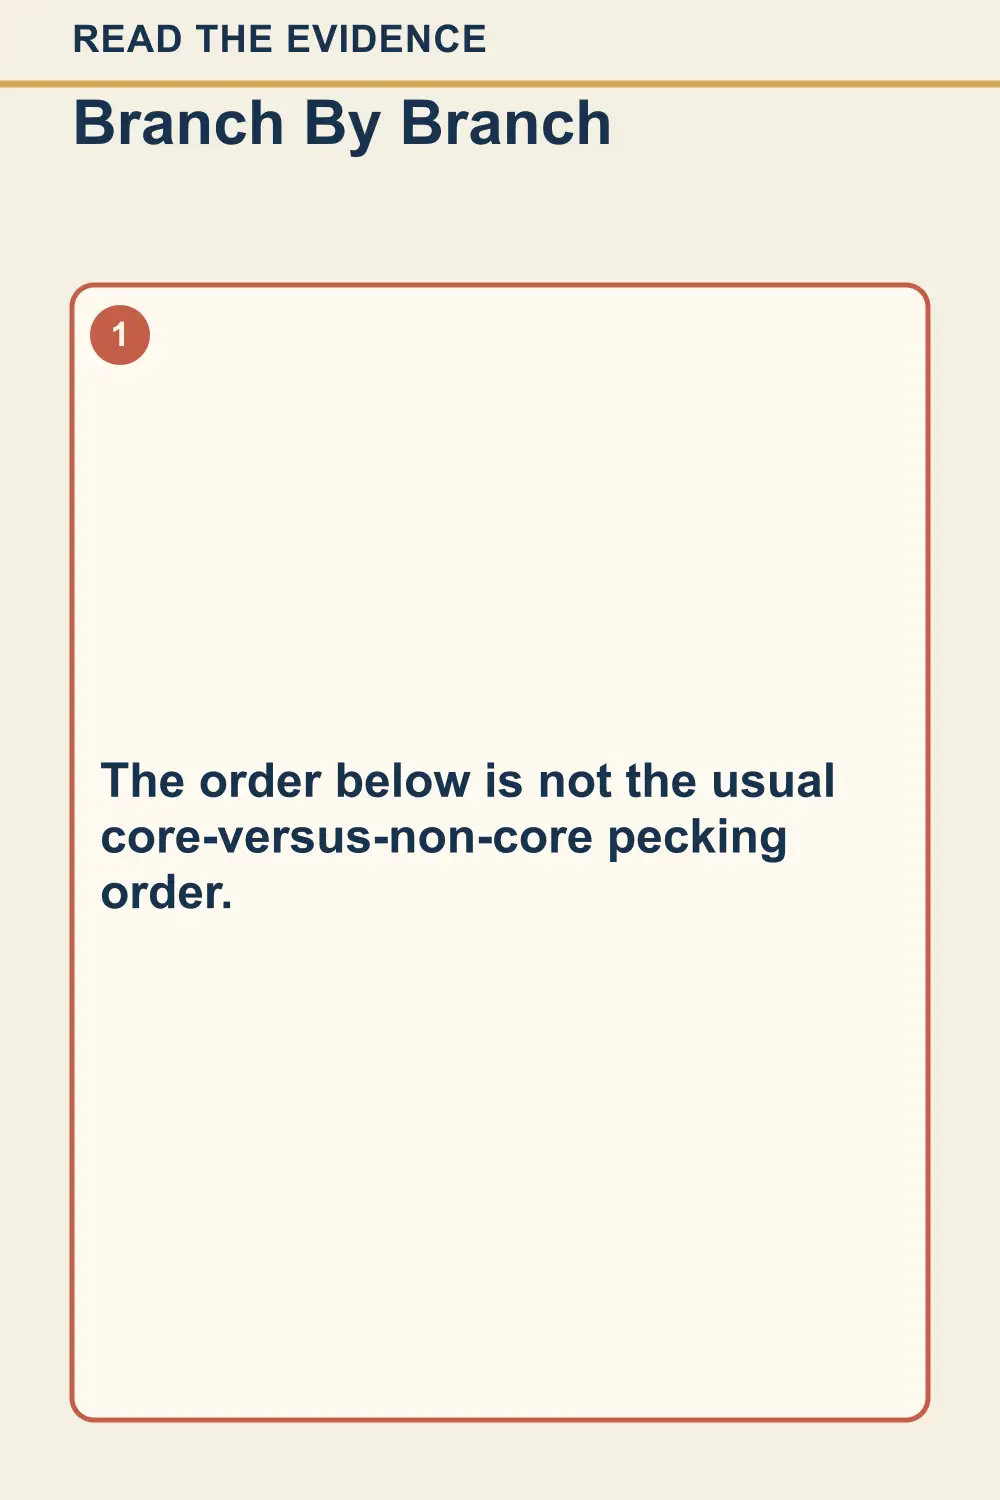 READ THE EVIDENCE
Branch By Branch
1
The order below is not the usual
core-versus-non-core pecking
order.